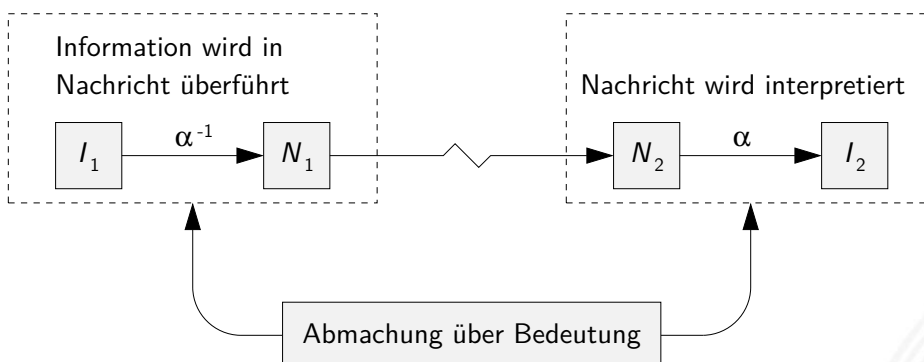 Information wird in
Nachricht überführt
Nachricht wird interpretiert
I₁ α⁻¹ N₁ N₂ α I₂
Abmachung über Bedeutung